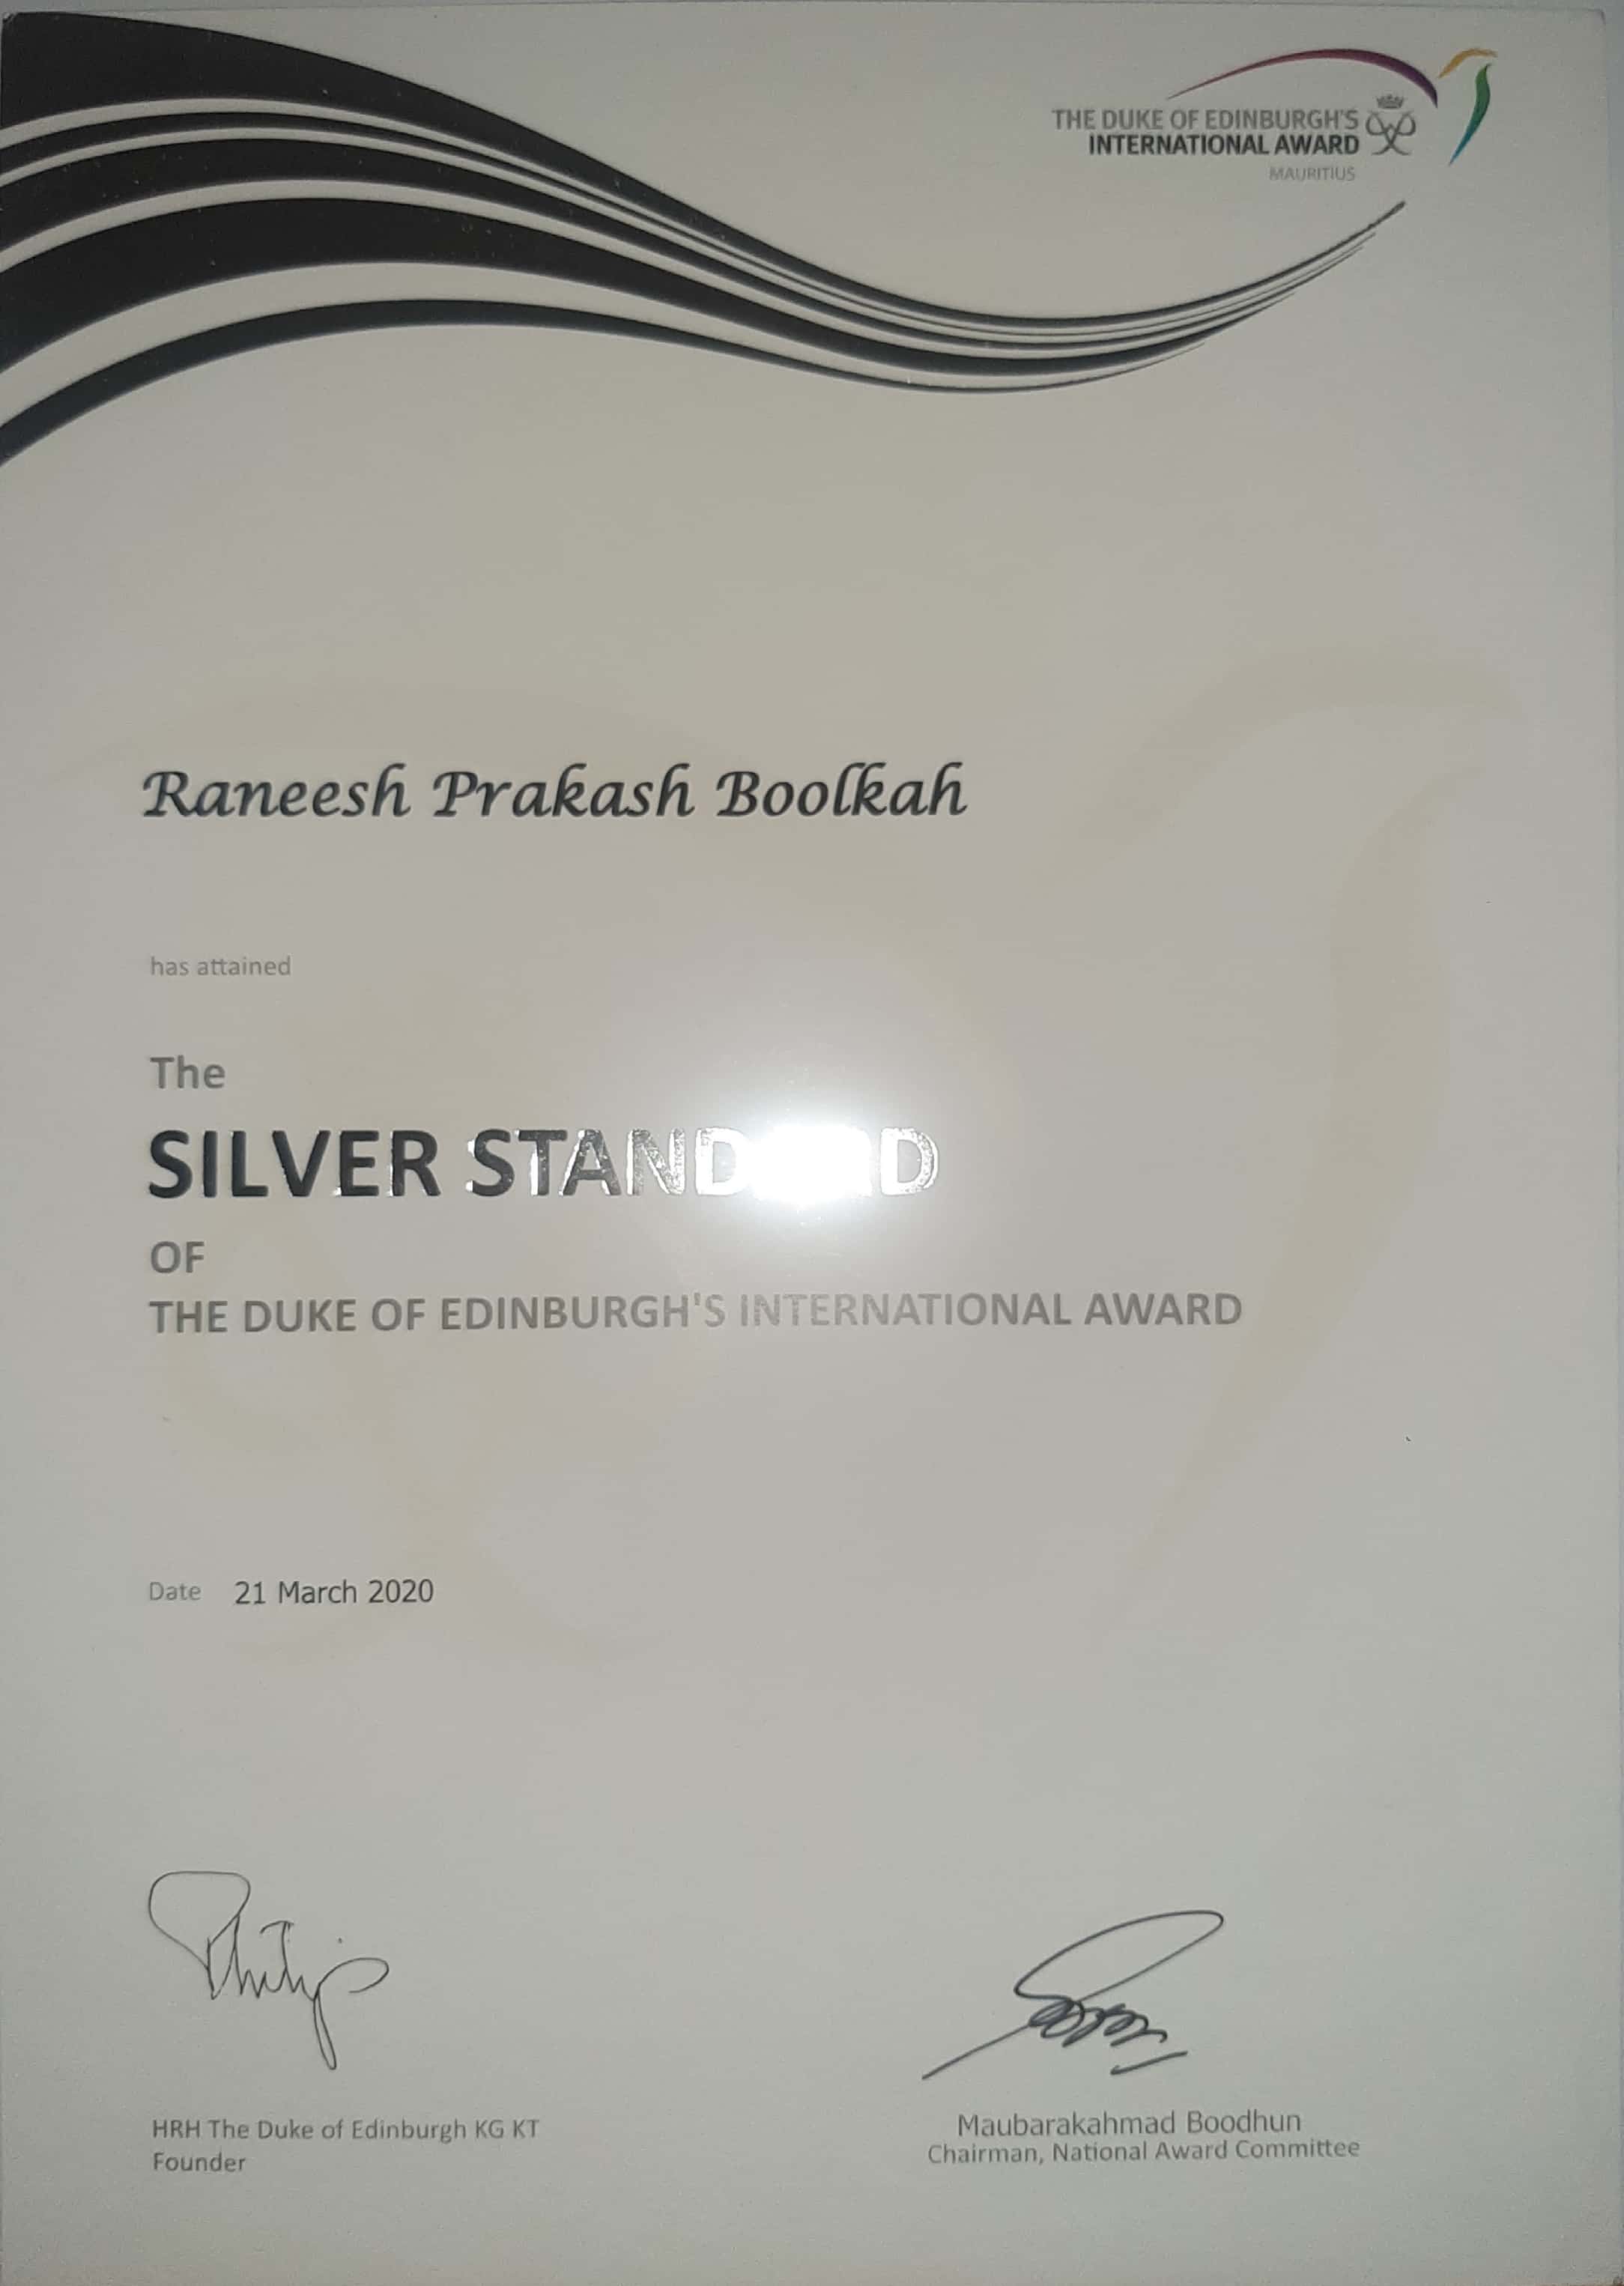 THE DUKE OF EDINBURGH'S
INTERNATIONAL AWARD
MAURITIUS
Raneesh Prakash Boolkah
has attained
The
SILVER STANDARD
OF
THE DUKE OF EDINBURGH'S INTERNATIONAL AWARD
Date 21 March 2020
Philip
HRH The Duke of Edinburgh KG KT
Founder
Maubarakahmad Boodhun
Chairman, National Award Committee